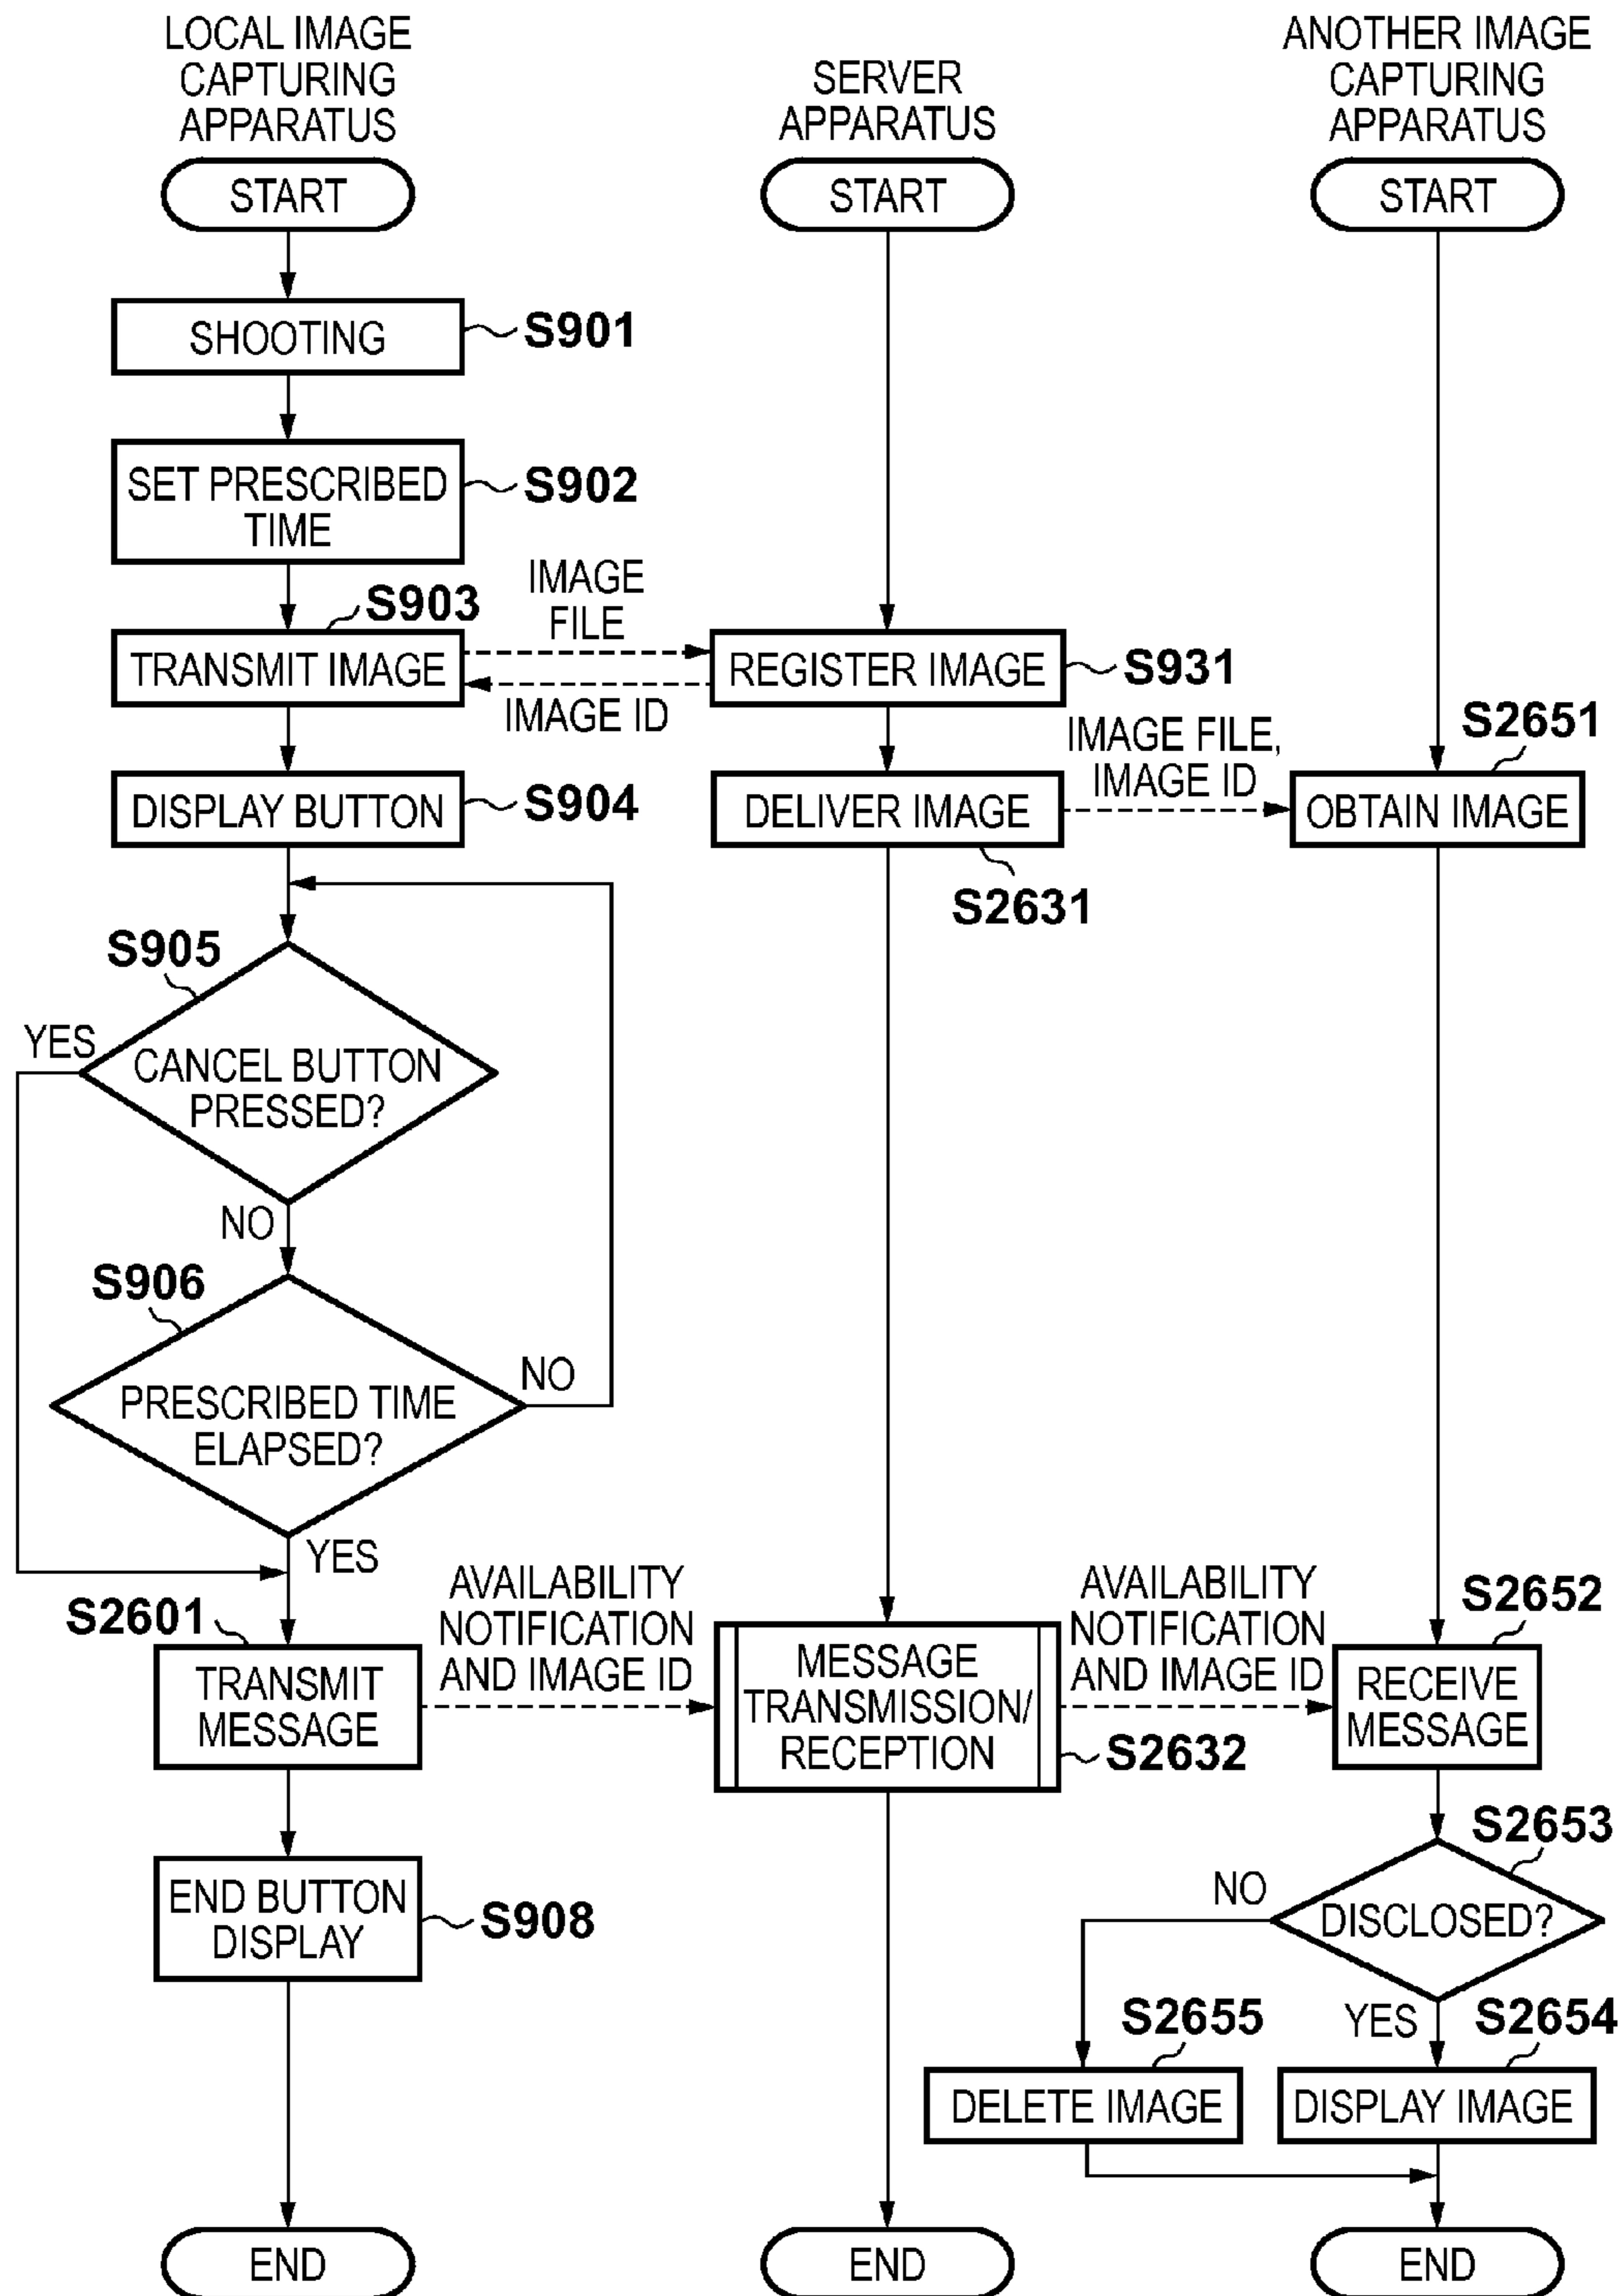 LOCAL IMAGE
CAPTURING
APPARATUS
START
SHOOTING
S901
SET PRESCRIBED
TIME
S902
S903
TRANSMIT IMAGE
IMAGE
FILE
IMAGE ID
DISPLAY BUTTON
S904
S905
YES
CANCEL BUTTON
PRESSED?
NO
S906
PRESCRIBED TIME
ELAPSED?
NO
YES
S2601
TRANSMIT
MESSAGE
AVAILABILITY
NOTIFICATION
AND IMAGE ID
END BUTTON
DISPLAY
S908
END
SERVER
APPARATUS
START
REGISTER IMAGE
S931
DELIVER IMAGE
S2631
IMAGE FILE,
IMAGE ID
MESSAGE
TRANSMISSION/
RECEPTION
S2632
AVAILABILITY
NOTIFICATION
AND IMAGE ID
END
ANOTHER IMAGE
CAPTURING
APPARATUS
START
S2651
OBTAIN IMAGE
S2652
RECEIVE
MESSAGE
S2653
NO
DISCLOSED?
YES
S2655
S2654
DELETE IMAGE
DISPLAY IMAGE
END